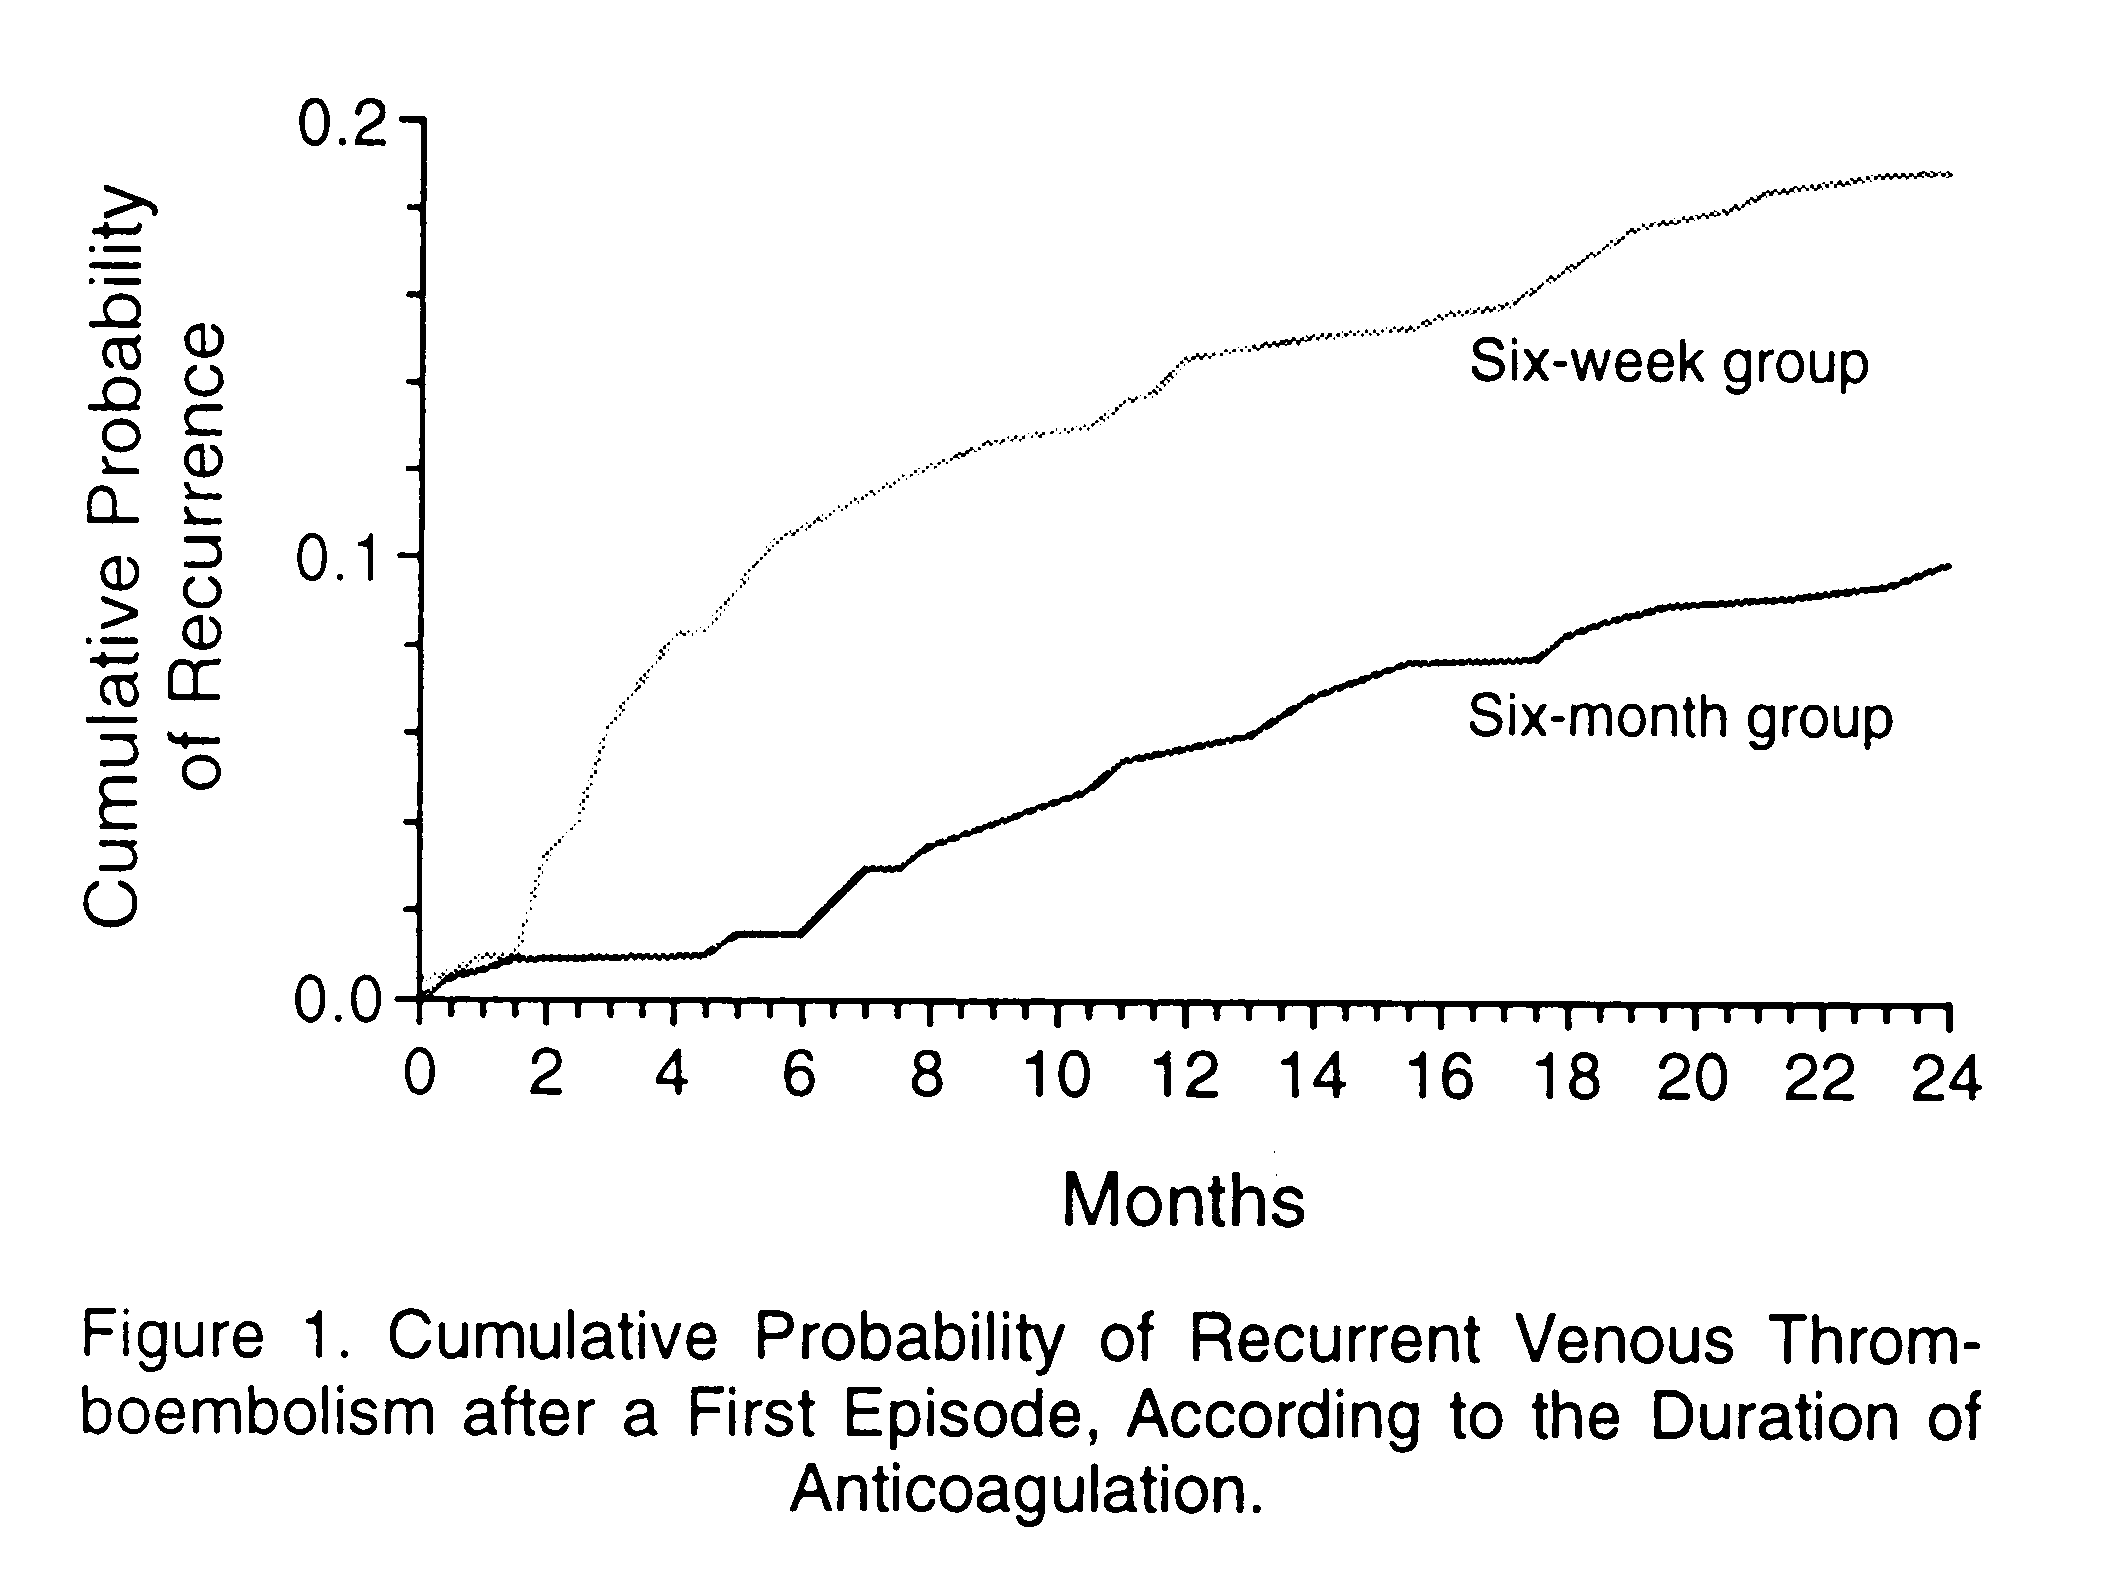 0.2
0.1
0.0
Cumulative Probability
of Recurrence
Six-week group
Six-month group
0 2 4 6 8 10 12 14 16 18 20 22 24
Months
Figure 1. Cumulative Probability of Recurrent Venous Throm-
boembolism after a First Episode, According to the Duration of
Anticoagulation.